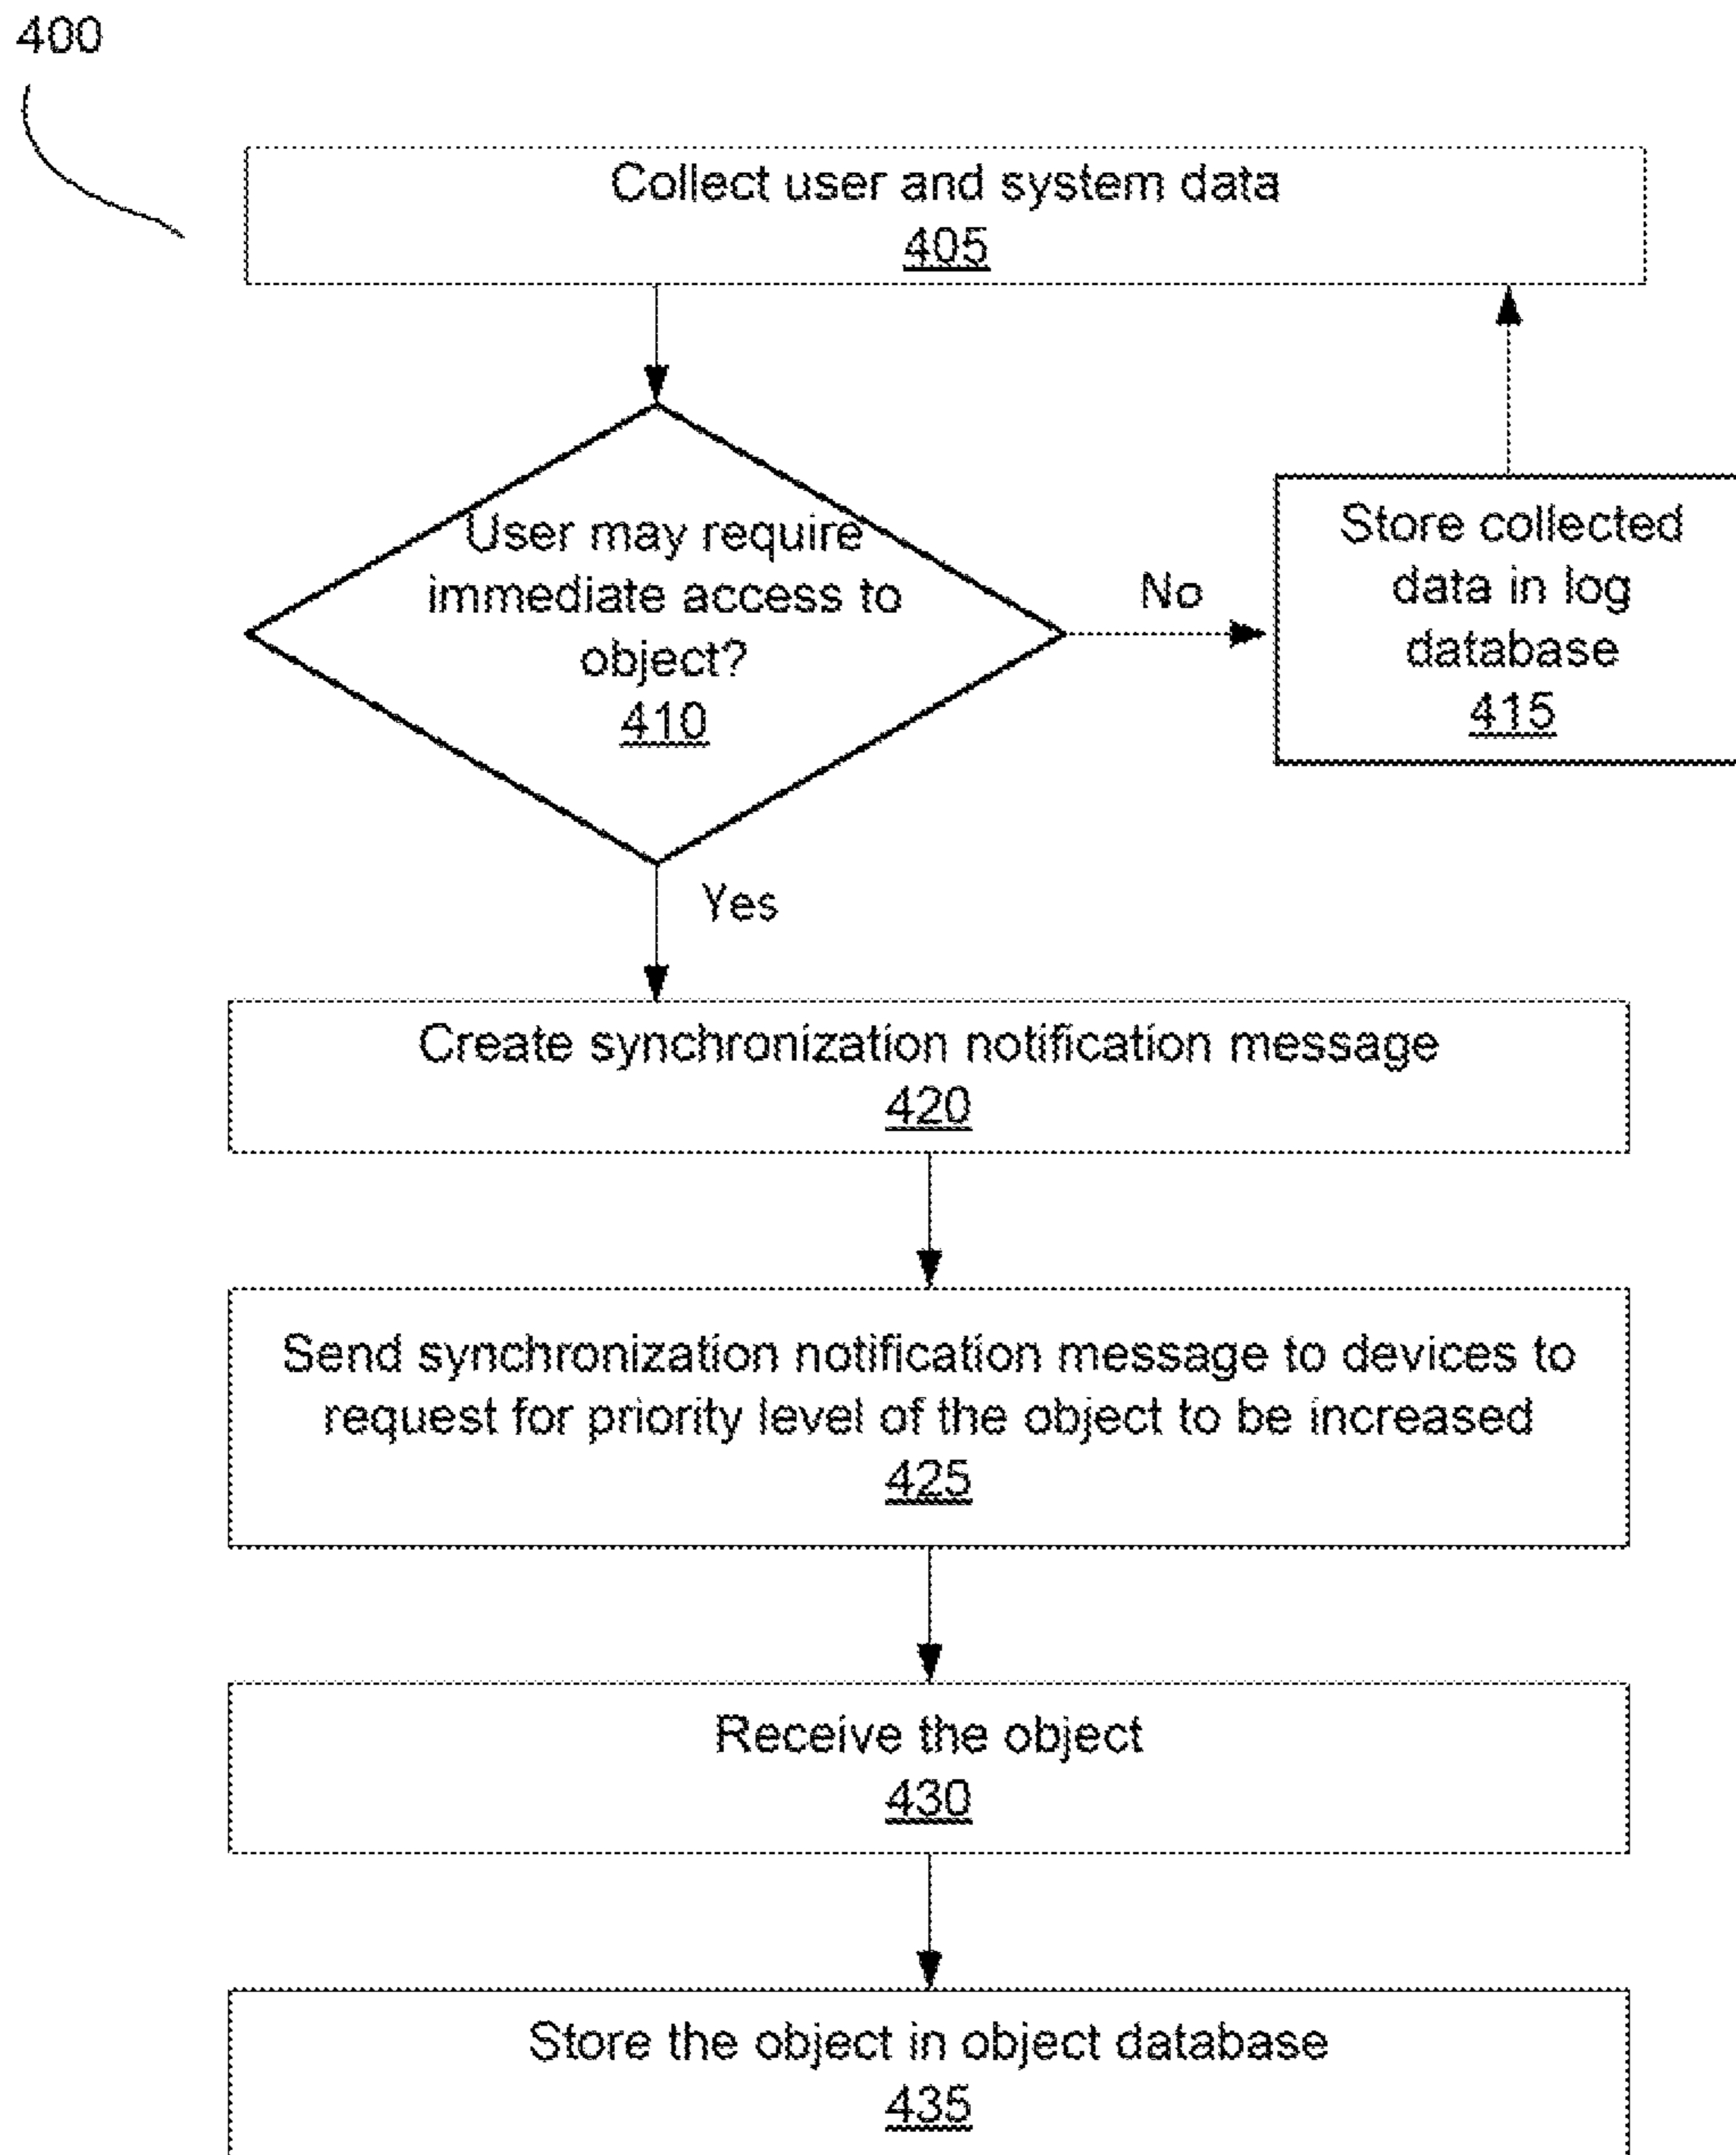 400
Collect user and system data
405
User may require
immediate access to
object?
410
No
Store collected
data in log
database
415
Yes
Create synchronization notification message
420
Send synchronization notification message to devices to
request for priority level of the object to be increased
425
Receive the object
430
Store the object in object database
435